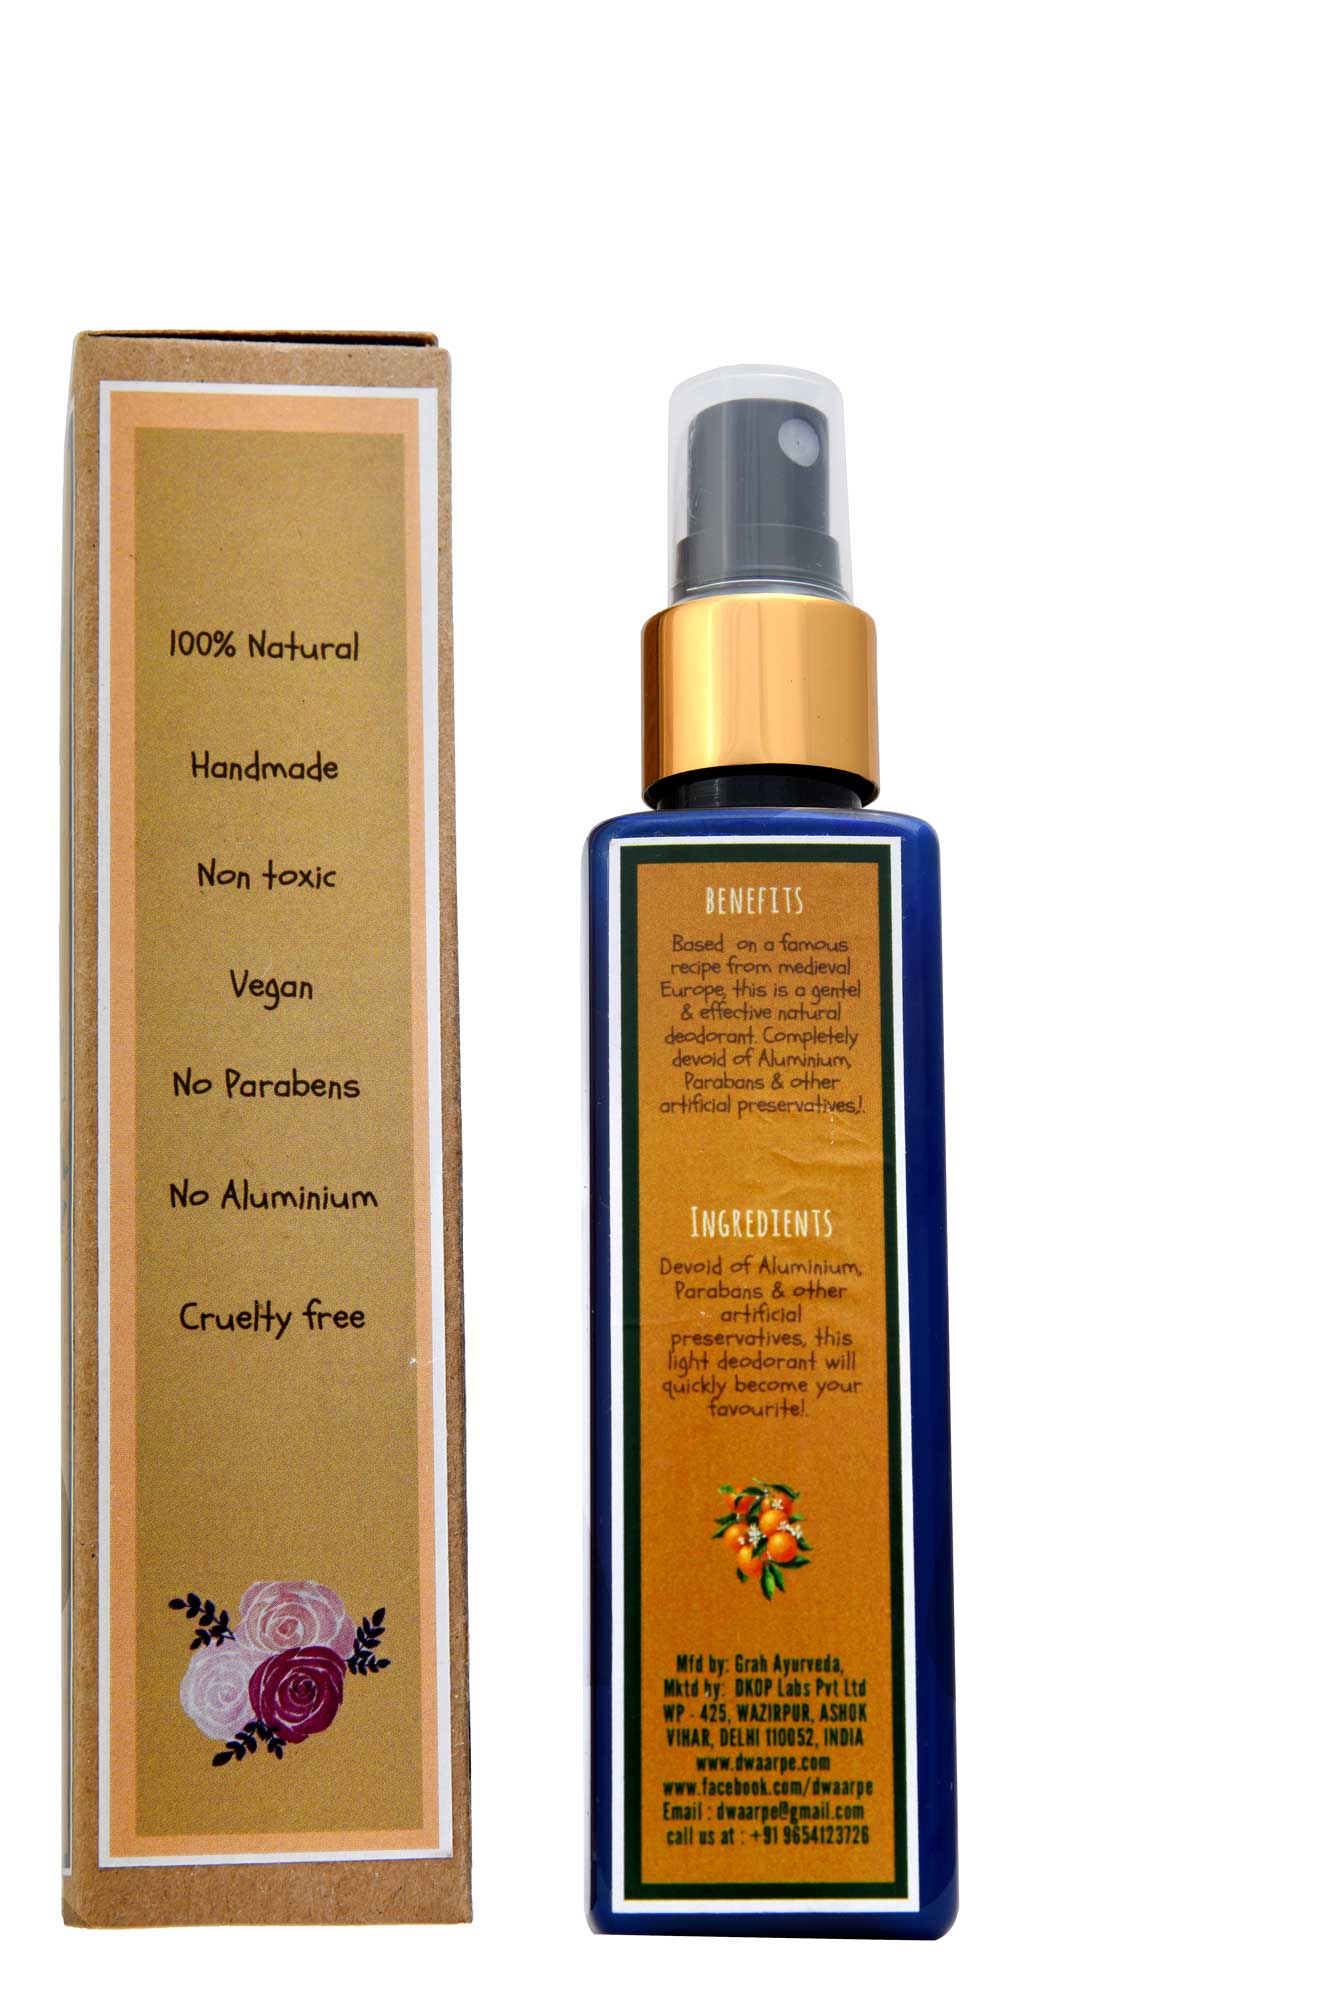 100% Natural
Handmade
Non toxic
Vegan
No Parabens
No Aluminium
Cruelty free
BENEFITS
Based on a famous
recipe from medieval
Europe, this is a gentel
& effective natural
deodorant. Completely
devoid of Aluminium,
Parabans & other
artificial preservatives,!.
INGREDIENTS
Devoid of Aluminium,
Parabans & other
artificial
preservatives, this
light deodorant will
quickly become your
favourite!.
Mfd by: Grah Ayurveda,
Mktd by: DKOP Labs Pvt Ltd
WP - 425, WAZIRPUR, ASHOK
VIHAR, DELHI 110052, INDIA
www.dwaarpe.com
www.facebook.com/dwaarpe
Email : dwaarpe@gmail.com
call us at : +91 9654123726